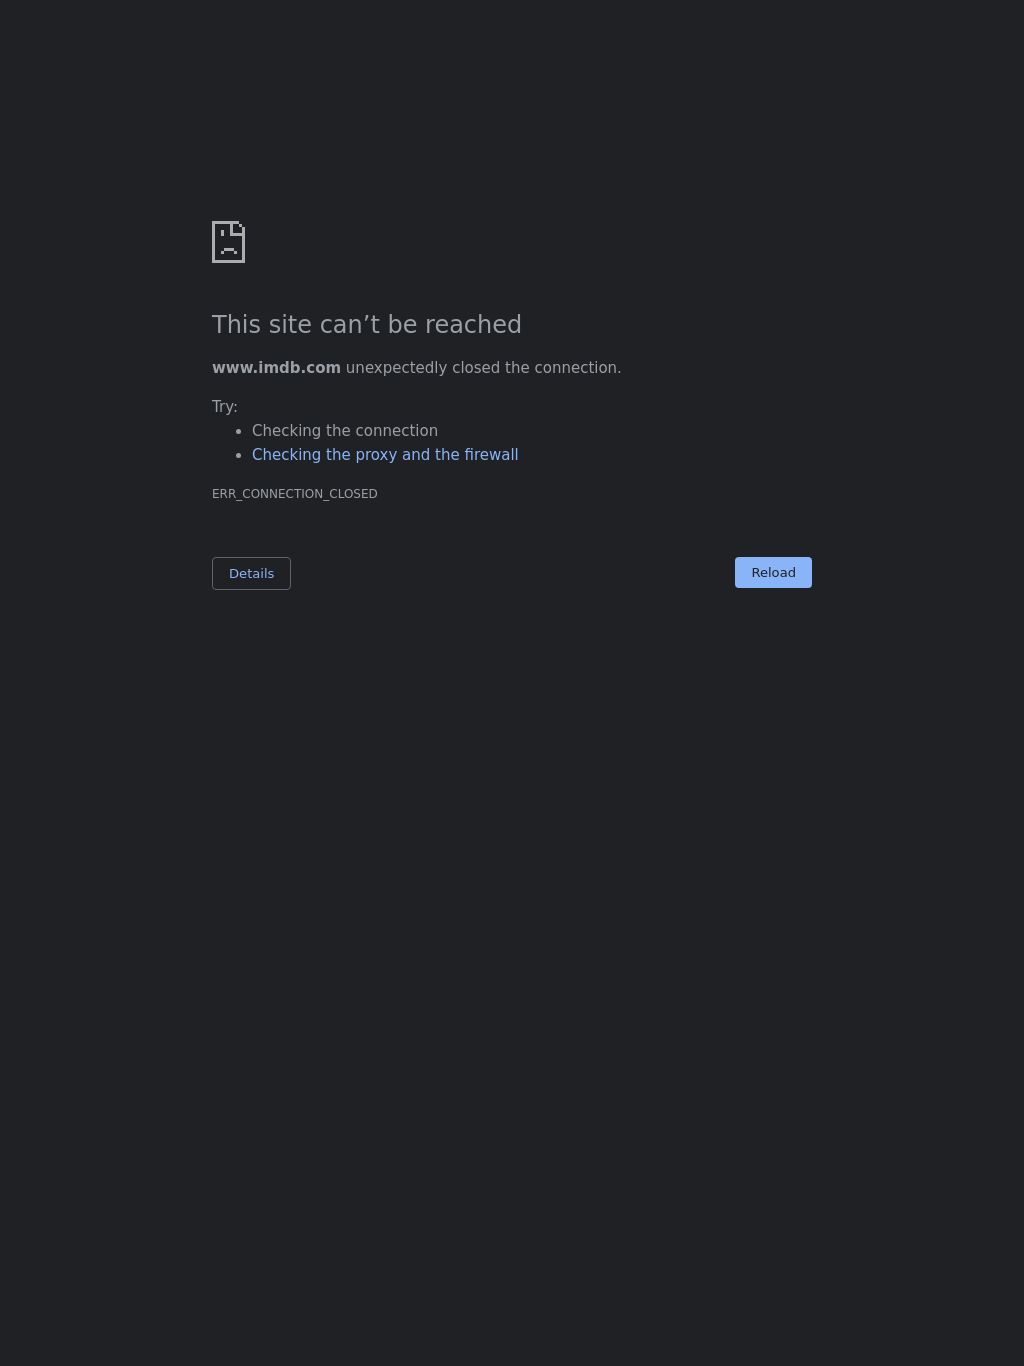 This site can’t be reached
www.imdb.com unexpectedly closed the connection.
Try:
Checking the connection
Checking the proxy and the firewall
ERR_CONNECTION_CLOSED
Details
Reload